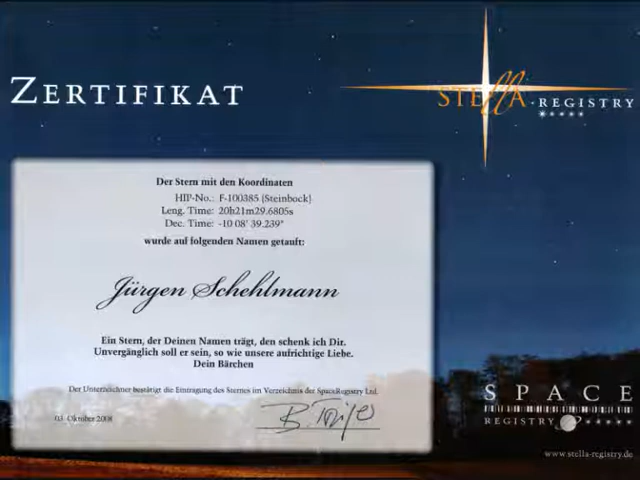 ZERTIFIKAT
STELLA·REGISTRY
Der Stern mit den Koordinaten
HIP-No.: F-100385 (Steinbock)
Leng. Time: 20h21m29.6805s
Dec. Time: -10 08' 39.239"
wurde auf folgenden Namen getauft:
Jürgen Schehlmann
Ein Stern, der Deinen Namen trägt, den schenk ich Dir.
Unvergänglich soll er sein, so wie unsere aufrichtige Liebe.
Dein Bärchen
Der Unterzeichner bestätigt die Eintragung des Sternes im Verzeichnis der SpaceRegistry Ltd.
03. Oktober 2008
SPACE
REGISTRY
www.stella-registry.de